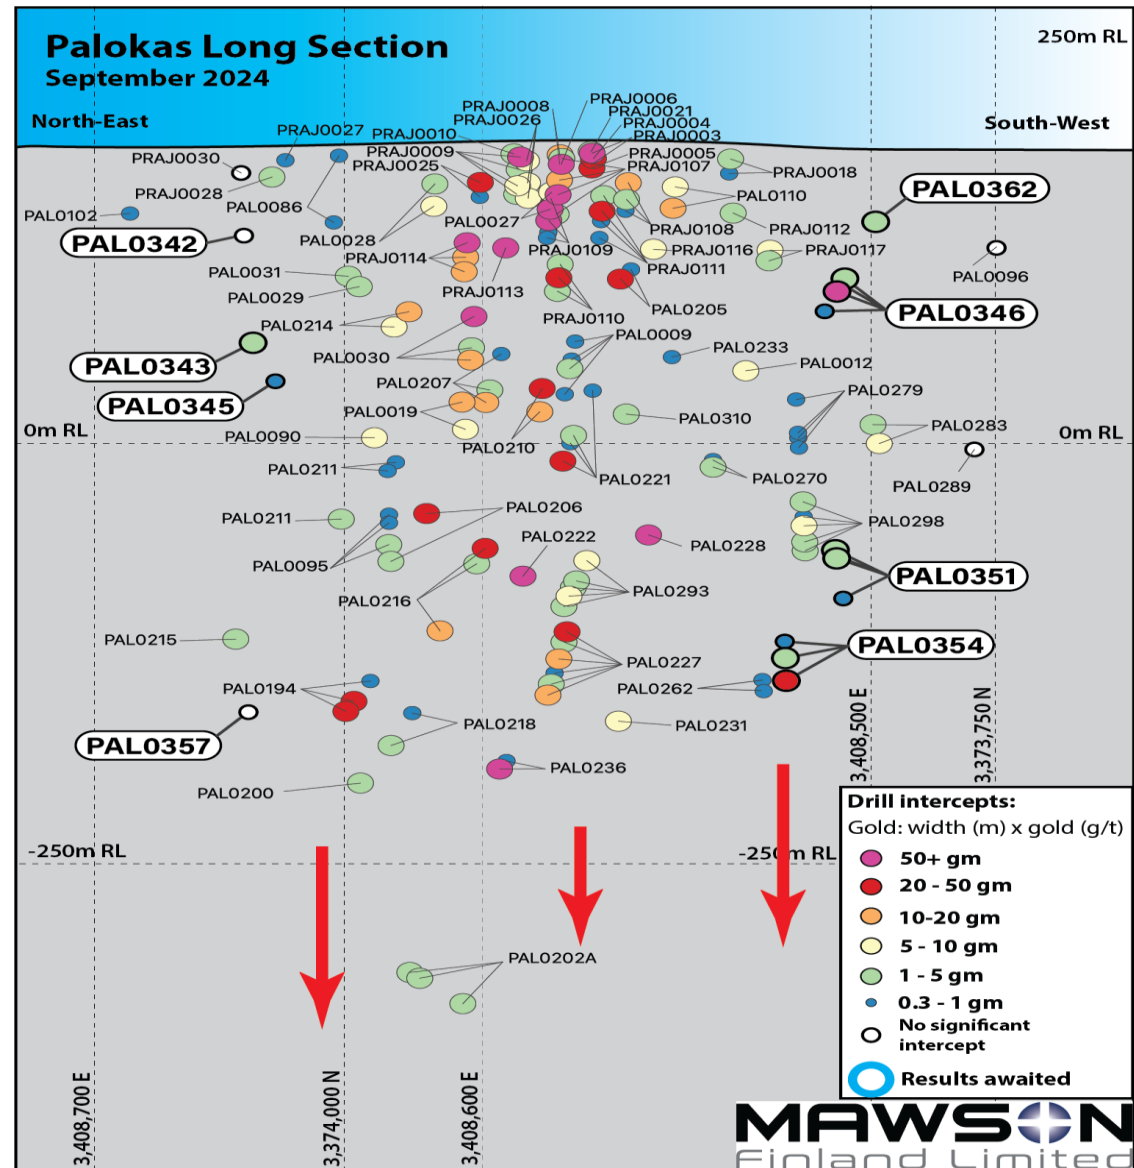 Palokas Long Section
September 2024
250m RL
North-East
South-West
PRAJ0006
PRAJ0008
PRAJ0021
PRAJ0026
PRAJ0004
PRAJ0027
PRAJ0010
PRAJ0003
PRAJ0030
PRAJ0009
PRAJ0005
PRAJ0025
PRAJ0107
PRAJ0018
PRAJ0028
PAL0110
PAL0362
PAL0086
PAL0102
PAL0027
PRAJ0108
PRAJ0112
PAL0342
PAL0028
PRAJ0109
PRAJ0116
PRAJ0117
PRAJ0114
PRAJ0111
PAL0096
PAL0031
PRAJ0113
PAL0029
PAL0205
PAL0346
PRAJ0110
PAL0214
PAL0009
PAL0233
PAL0030
PAL0012
PAL0343
PAL0207
PAL0279
PAL0345
PAL0019
PAL0310
0m RL
PAL0283
0m RL
PAL0090
PAL0210
PAL0211
PAL0221
PAL0270
PAL0289
PAL0206
PAL0211
PAL0298
PAL0222
PAL0228
PAL0095
PAL0351
PAL0293
PAL0216
PAL0215
PAL0354
PAL0227
PAL0194
PAL0262
PAL0218
PAL0231
PAL0357
PAL0236
PAL0200
3,408,500 E
3,373,750 N
-250m RL
-250m RL
Drill intercepts:
Gold: width (m) x gold (g/t)
50+ gm
20 - 50 gm
10-20 gm
5 - 10 gm
1 - 5 gm
0.3 - 1 gm
No significant
intercept
Results awaited
PAL0202A
3,408,700 E
3,374,000 N
3,408,600 E
MAWSON
Finland Limited